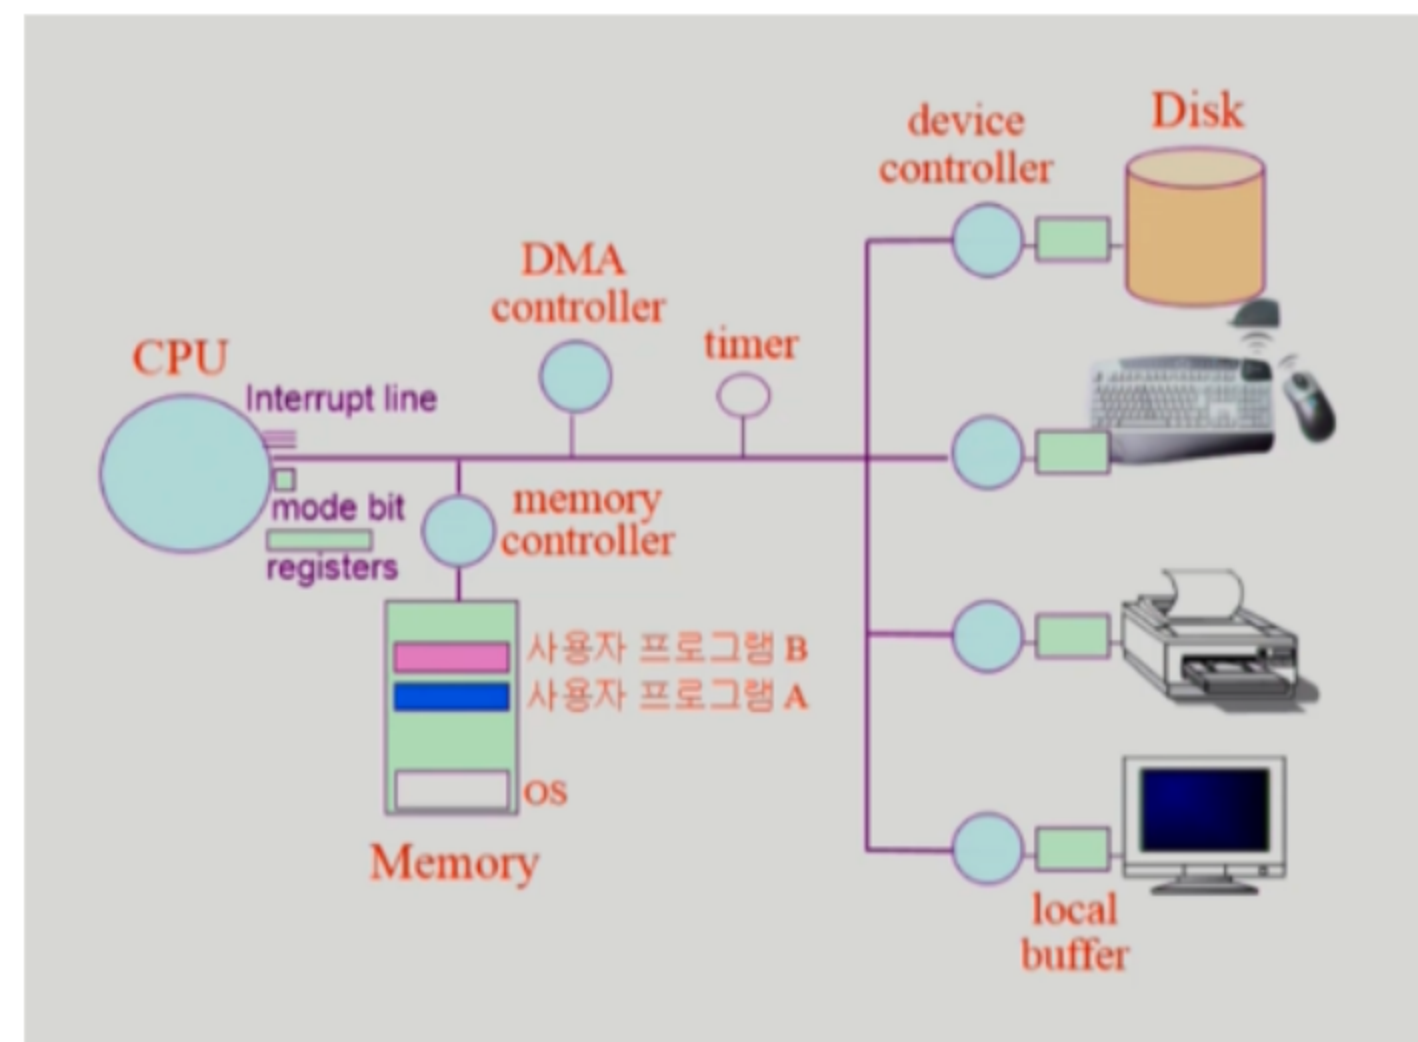 Disk
device
controller
DMA
controller
timer
CPU
Interrupt line
mode bit
registers
memory
controller
사용자 프로그램 B
사용자 프로그램 A
OS
Memory
local
buffer